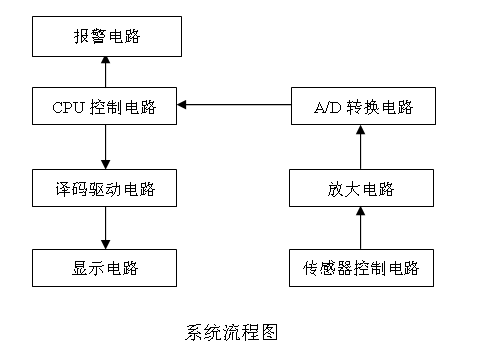 报警电路
CPU 控制电路
A/D 转换电路
译码驱动电路
放大电路
显示电路
传感器控制电路
系统流程图